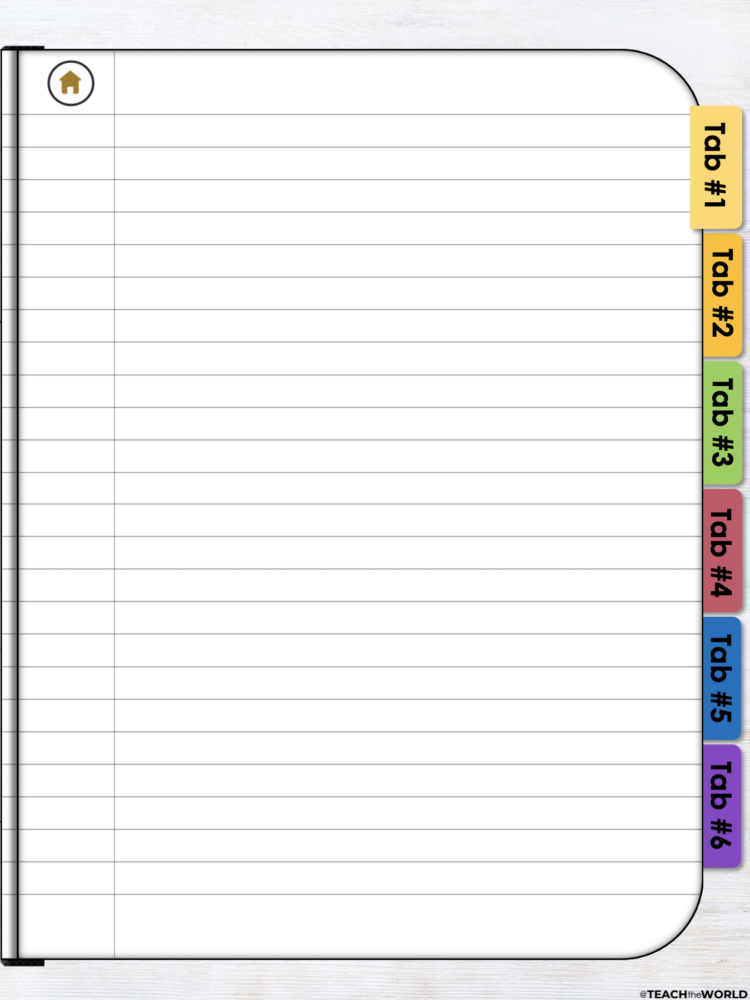 Tab #1
Tab #2
Tab #3
Tab #4
Tab #5
Tab #6
@TEACHtheWORLD